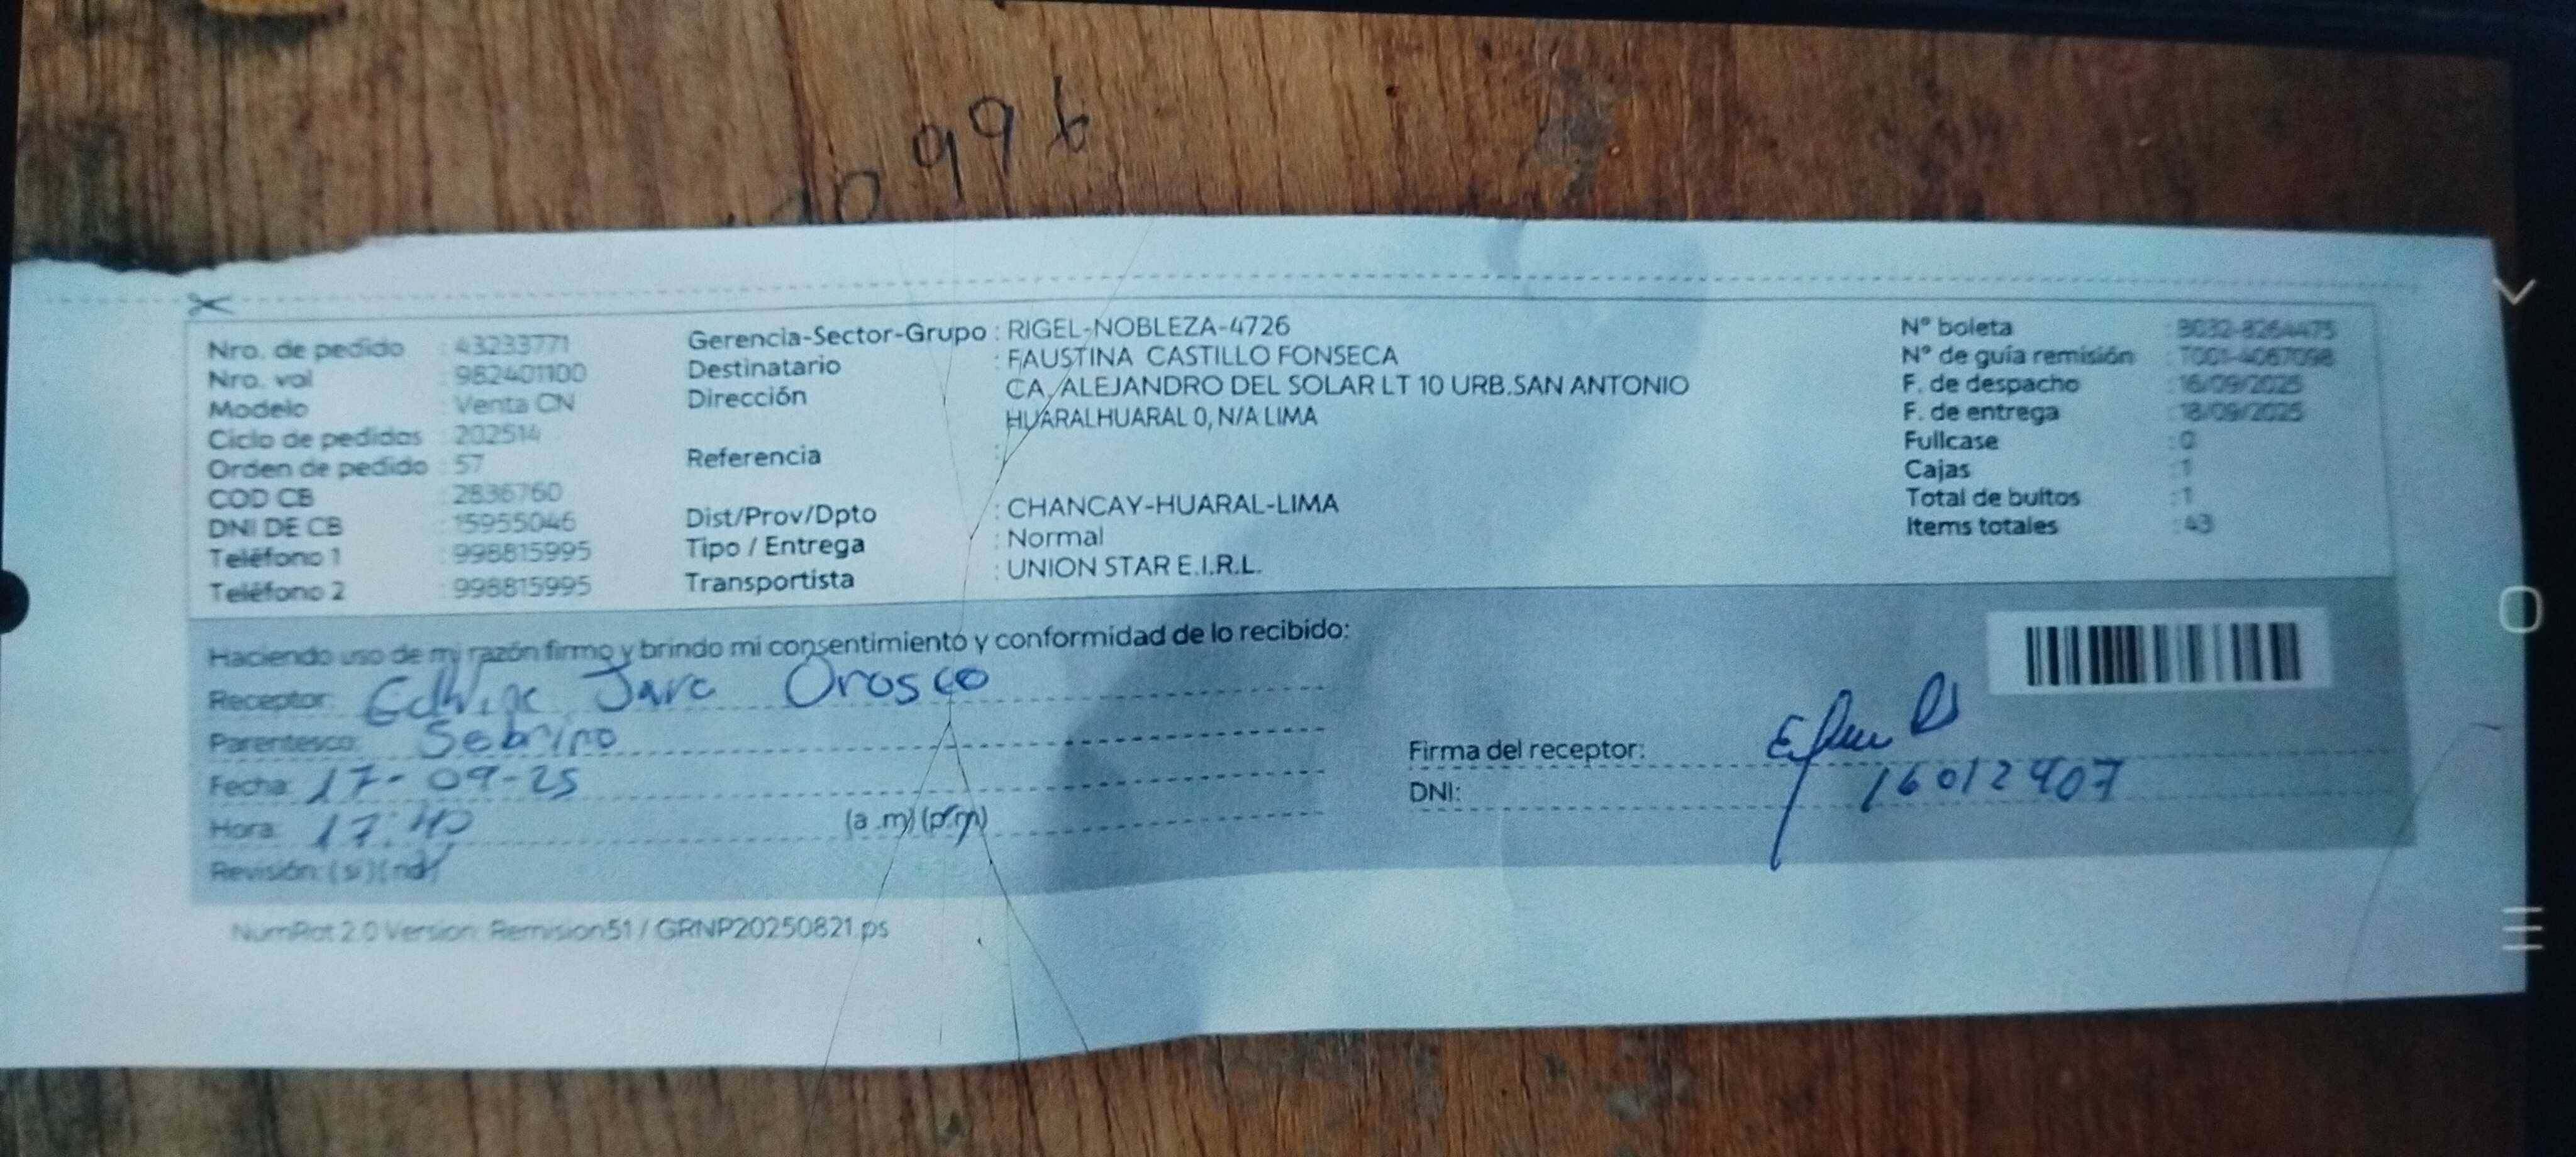 996
Nro. de pedido : 43233771
Nro. val : 982401100
Modelo : Venta CN
Ciclo de pedidos : 202514
Orden de pedido : 57
COD CB : 2836760
DNI DE CB : 15955046
Teléfono 1 : 998815995
Teléfono 2 : 998815995
Gerencia-Sector-Grupo : RIGEL-NOBLEZA-4726
Destinatario : FAUSTINA CASTILLO FONSECA
Dirección CA. ALEJANDRO DEL SOLAR LT 10 URB.SAN ANTONIO
HUARALHUARAL 0, N/A LIMA
Referencia :
Dist/Prov/Dpto : CHANCAY-HUARAL-LIMA
Tipo / Entrega : Normal
Transportista : UNION STAR E.I.R.L.
N° boleta : B032-8264475
N° de guía remisión : T001-4067098
F. de despacho : 16/09/2025
F. de entrega : 18/09/2025
Fullcase : 0
Cajas : 1
Total de bultos : 1
Items totales : 43
Haciendo uso de mi razón firmo y brindo mi consentimiento y conformidad de lo recibido:
Receptor: Orosco
Parentesco: Sobrino
Fecha: 17-09-25
Hora: 17:40 (a .m) (p.m)
Revisión: ( si ) ( no )
Firma del receptor:
DNI: 16012407
NumRot 2.0 Version: Remision51 / GRNP20250821.ps